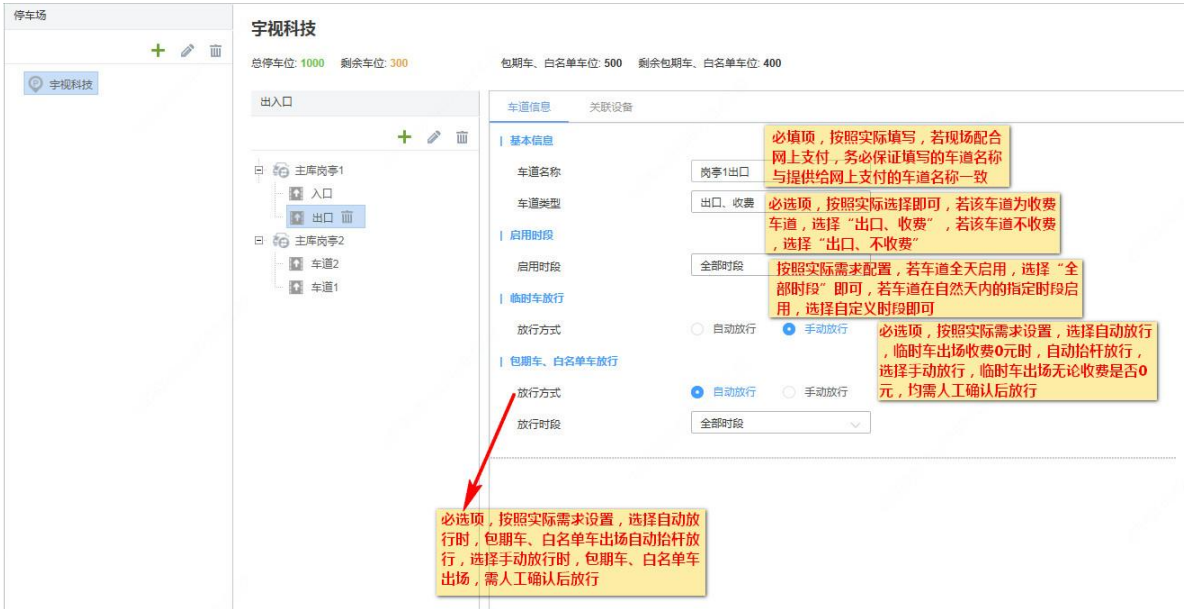 停车场
宇视科技
宇视科技
总停车位: 1000 剩余车位: 300 包期车、白名单车位: 500 剩余包期车、白名单车位: 400
出入口
主库岗亭1
入口
出口
主库岗亭2
车道2
车道1
车道信息 关联设备
基本信息
车道名称 岗亭1出口
必填项，按照实际填写，若现场配合
网上支付，务必保证填写的车道名称
与提供给网上支付的车道名称一致
车道类型 出口、收费
必选项，按照实际选择即可，若该车道为收费
车道，选择“出口、收费”，若该车道不收费
，选择“出口、不收费”
启用时段
启用时段 全部时段
按照实际需求配置，若车道全天启用，选择“全
部时段”即可，若车道在自然天内的指定时段启
用，选择自定义时段即可
临时车放行
放行方式 自动放行 手动放行
必选项，按照实际需求设置，选择自动放行
，临时车出场收费0元时，自动抬杆放行，
选择手动放行，临时车出场无论收费是否0
元，均需人工确认后放行
包期车、白名单车放行
放行方式 自动放行 手动放行
放行时段 全部时段
必选项，按照实际需求设置，选择自动放
行时，包期车、白名单车出场自动抬杆放
行，选择手动放行时，包期车、白名单车
出场，需人工确认后放行